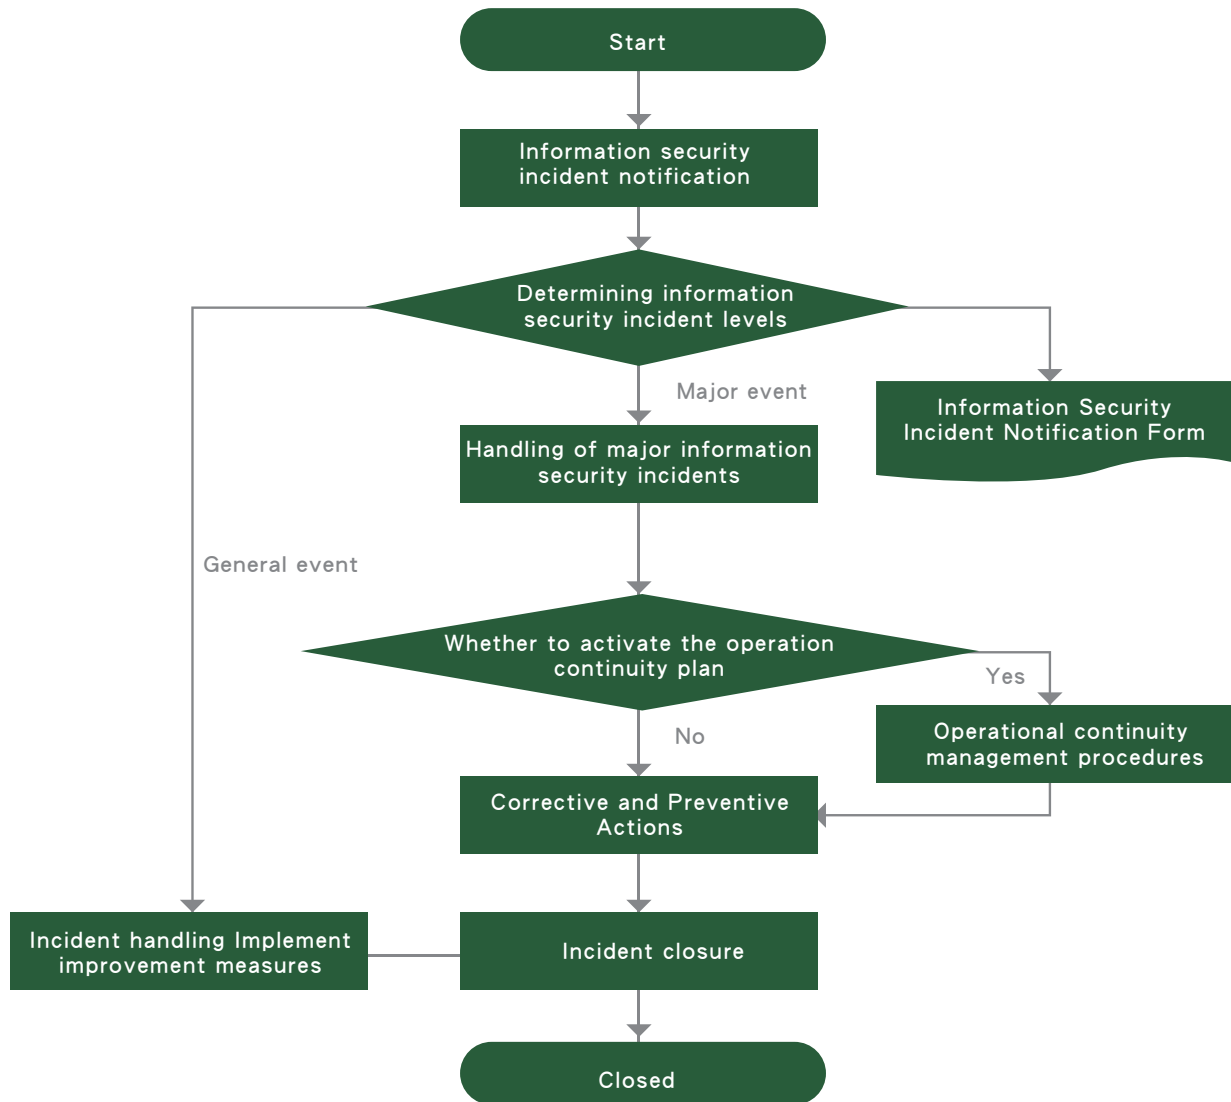 Start
Information security
incident notification
Determining information
security incident levels
Major event
Information Security
Incident Notification Form
Handling of major information
security incidents
General event
Whether to activate the operation
continuity plan
Yes
No
Operational continuity
management procedures
Corrective and Preventive
Actions
Incident handling Implement
improvement measures
Incident closure
Closed